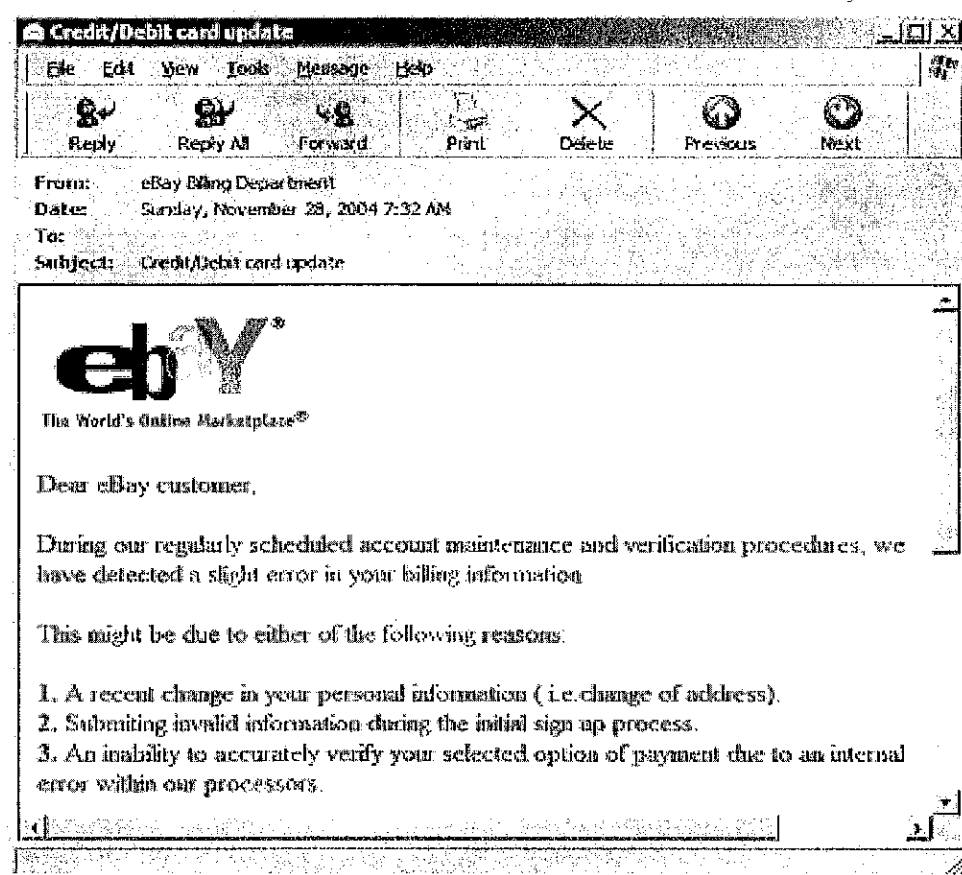 Credit/Debit card update
File Edit View Tools Message Help
Reply Reply All Forward Print Delete Previous Next
From: eBay Billing Department
Date: Sunday, November 28, 2004 7:32 AM
To:
Subject: Credit/Debit card update
ebaY®
The World's Online Marketplace®
Dear eBay customer,
During our regularly scheduled account maintenance and verification procedures, we
have detected a slight error in your billing information
This might be due to either of the following reasons:
1. A recent change in your personal information ( i.e.change of address).
2. Submiting invalid information during the initial sign up process.
3. An inability to accurately verify your selected option of payment due to an internal
error within our processors.